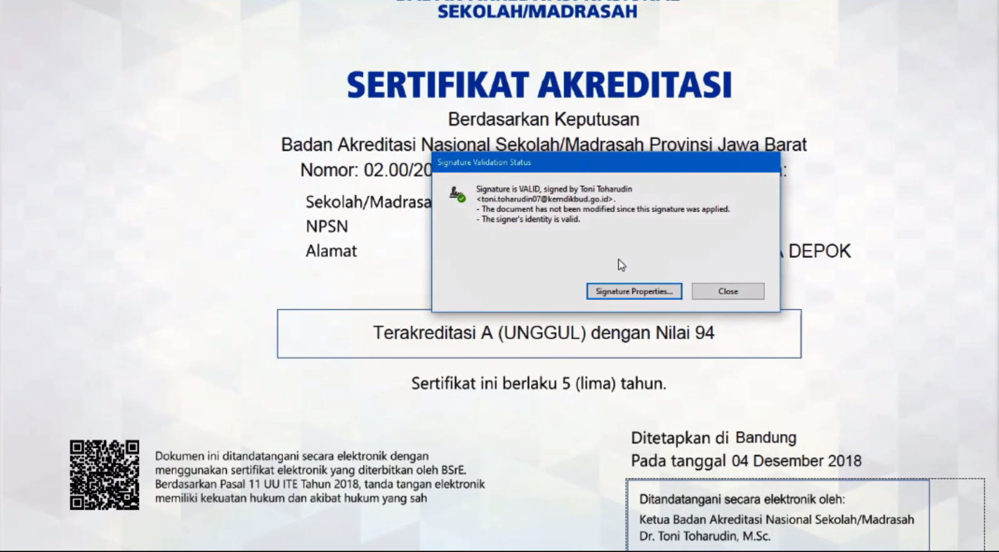 BADAN AKREDITASI NASIONAL
SEKOLAH/MADRASAH
SERTIFIKAT AKREDITASI
Berdasarkan Keputusan
Badan Akreditasi Nasional Sekolah/Madrasah Provinsi Jawa Barat
Nomor: 02.00/20
Signature Validation Status
Signature is VALID, signed by Toni Toharudin
<toni.toharudin07@kemdikbud.go.id>.
- The document has not been modified since this signature was applied.
- The signer's identity is valid.
Signature Properties...
Close
Sekolah/Madrasa
NPSN
Alamat
DEPOK
Terakreditasi A (UNGGUL) dengan Nilai 94
Sertifikat ini berlaku 5 (lima) tahun.
Dokumen ini ditandatangani secara elektronik dengan
menggunakan sertifikat elektronik yang diterbitkan oleh BSrE.
Berdasarkan Pasal 11 UU ITE Tahun 2018, tanda tangan elektronik
memiliki kekuatan hukum dan akibat hukum yang sah
Ditetapkan di Bandung
Pada tanggal 04 Desember 2018
Ditandatangani secara elektronik oleh:
Ketua Badan Akreditasi Nasional Sekolah/Madrasah
Dr. Toni Toharudin, M.Sc.